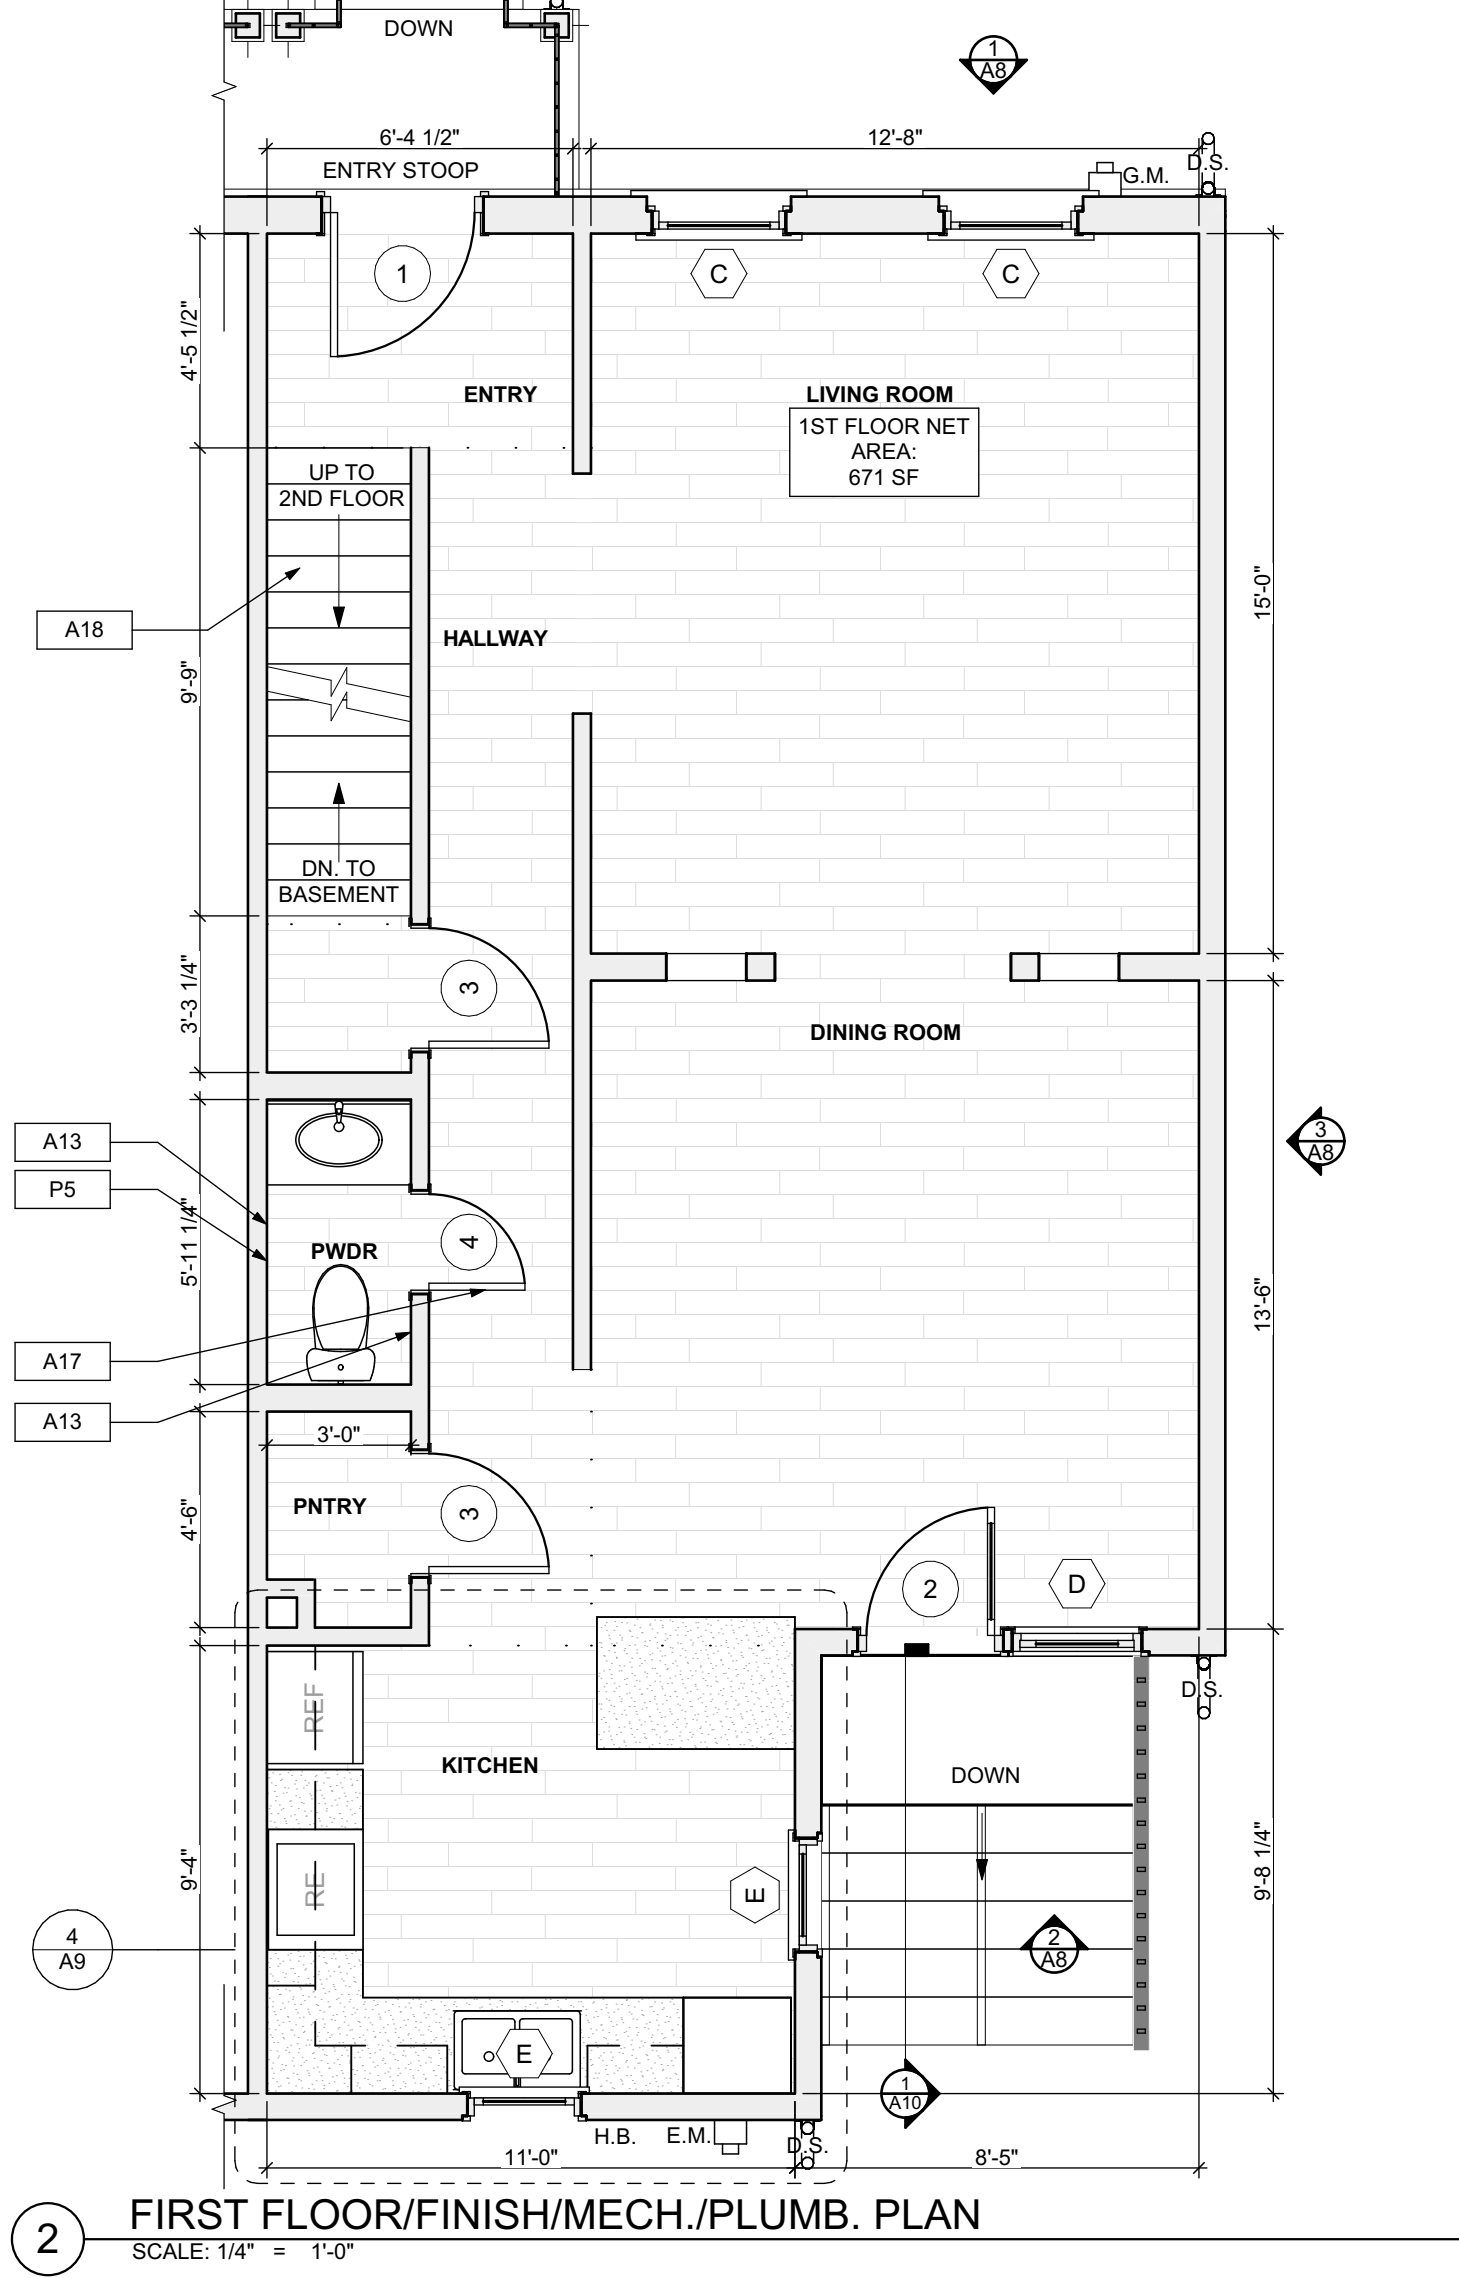 DOWN
1
A8
6'-4 1/2"
12'-8"
ENTRY STOOP
G.M.
D.S.
1
C
C
4'-5 1/2"
ENTRY
LIVING ROOM
1ST FLOOR NET
AREA:
671 SF
UP TO
2ND FLOOR
15'-0"
A18
HALLWAY
9'-9"
DN. TO
BASEMENT
3
3'-3 1/4"
DINING ROOM
A13
3
A8
P5
5'-11 1/4"
PWDR
4
13'-6"
A17
A13
3'-0"
PNTRY
3
4'-6"
2
D
REF
D.S.
KITCHEN
DOWN
RE
9'-4"
E
9'-8 1/4"
4
A9
2
A8
E
1
A10
H.B.
E.M.
D.S.
11'-0"
8'-5"
2
FIRST FLOOR/FINISH/MECH./PLUMB. PLAN
SCALE: 1/4" = 1'-0"